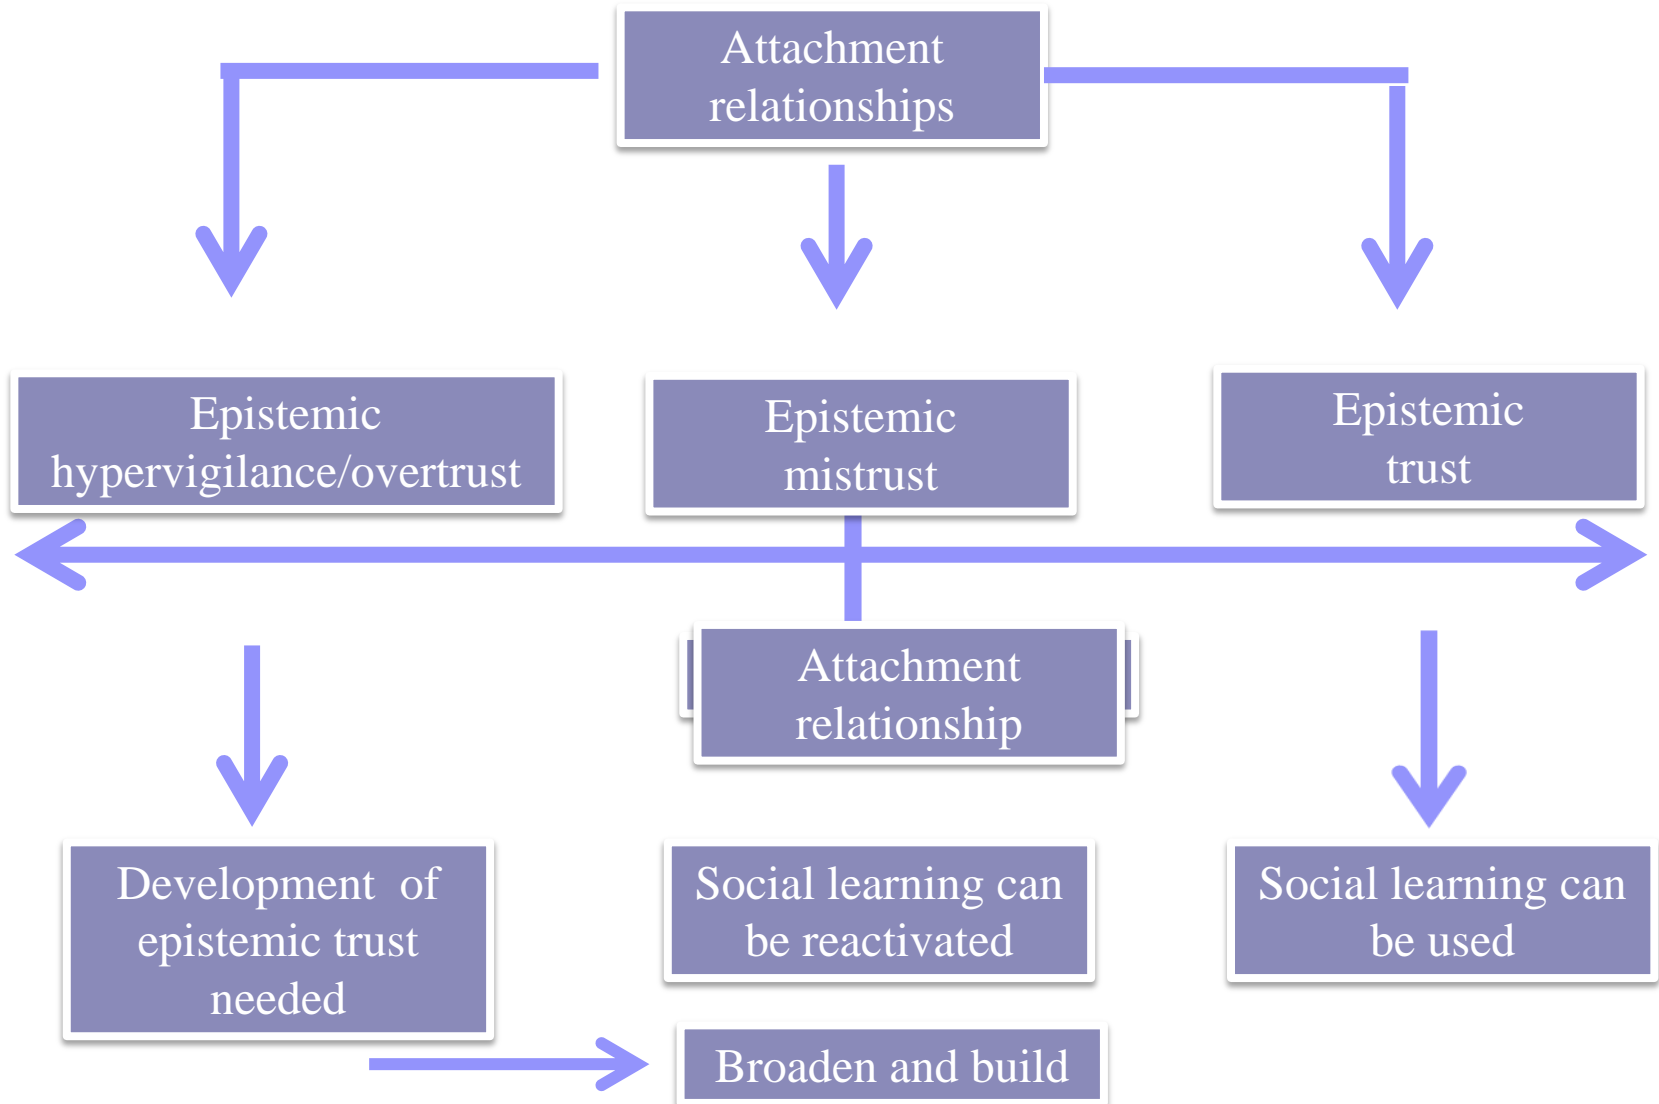 Attachment
relationships
Epistemic
hypervigilance/overtrust
Epistemic
mistrust
Epistemic
trust
Attachment
relationship
Development of
epistemic trust
needed
Social learning can
be reactivated
Social learning can
be used
Broaden and build